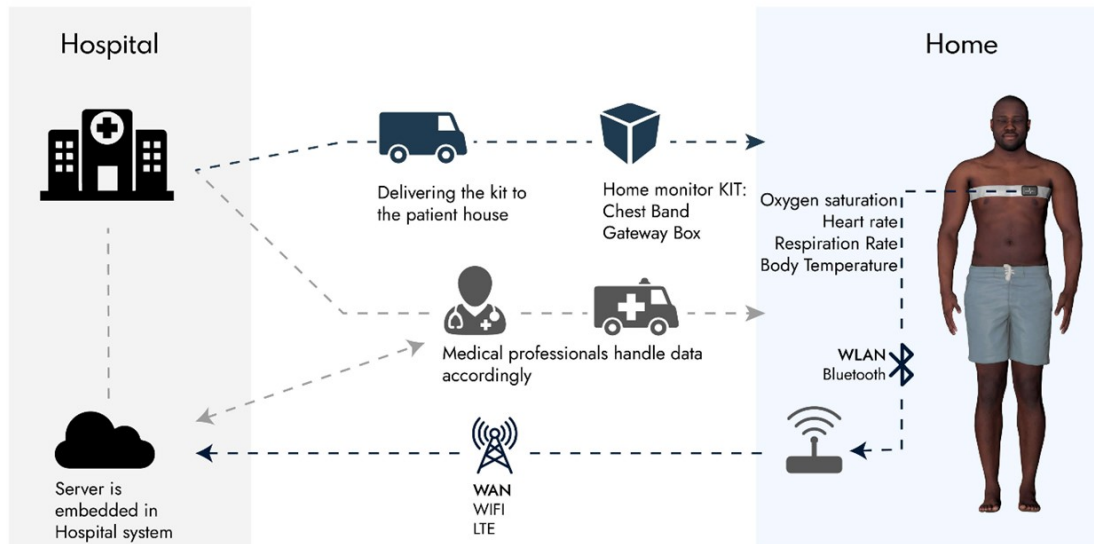 Hospital
Home
Delivering the kit to
the patient house
Home monitor KIT:
Chest Band
Gateway Box
Oxygen saturation
Heart rate
Respiration Rate
Body Temperature
Medical professionals handle data
accordingly
WLAN
Bluetooth
Server is
embedded in
Hospital system
WAN
WIFI
LTE